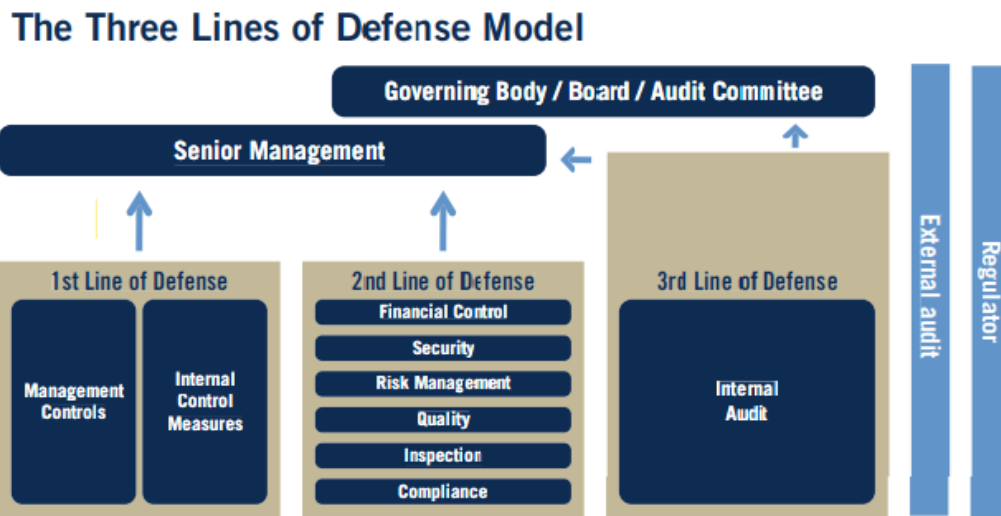 The Three Lines of Defense Model
Governing Body / Board / Audit Committee
Senior Management
1st Line of Defense
Management
Controls
Internal
Control
Measures
2nd Line of Defense
Financial Control
Security
Risk Management
Quality
Inspection
Compliance
3rd Line of Defense
Internal
Audit
External audit
Regulator